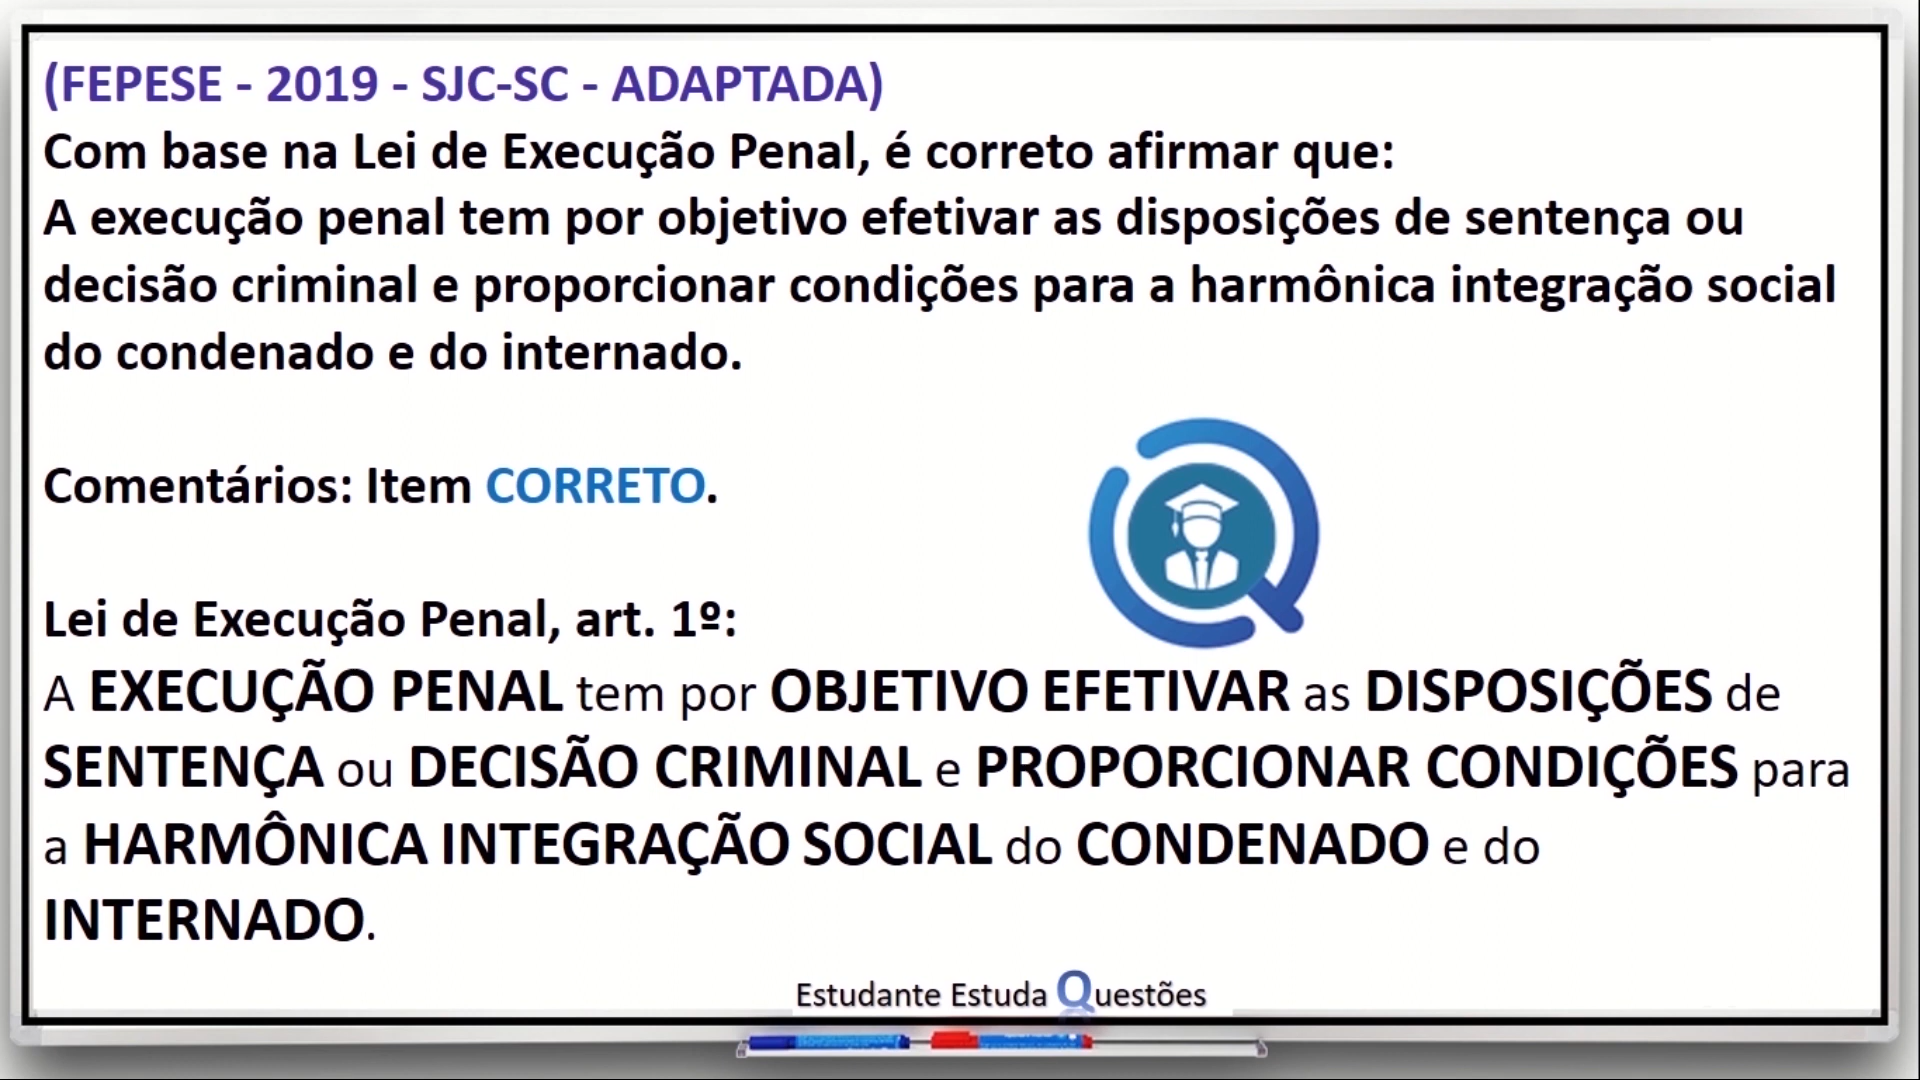 (FEPESE - 2019 - SJC-SC - ADAPTADA)
Com base na Lei de Execução Penal, é correto afirmar que:
A execução penal tem por objetivo efetivar as disposições de sentença ou
decisão criminal e proporcionar condições para a harmônica integração social
do condenado e do internado.
Comentários: Item CORRETO.
Lei de Execução Penal, art. 1º:
A EXECUÇÃO PENAL tem por OBJETIVO EFETIVAR as DISPOSIÇÕES de
SENTENÇA ou DECISÃO CRIMINAL e PROPORCIONAR CONDIÇÕES para
a HARMÔNICA INTEGRAÇÃO SOCIAL do CONDENADO e do
INTERNADO.
Estudante Estuda Questões